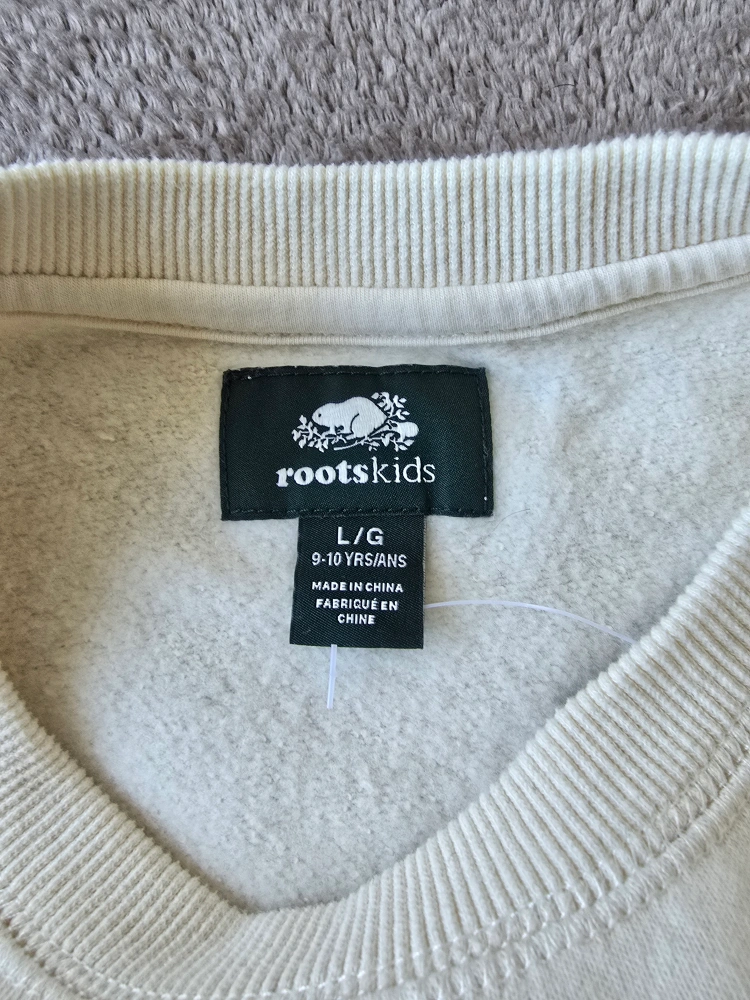 rootskids
L/G
9-10 YRS/ANS
MADE IN CHINA
FABRIQUÉ EN
CHINE